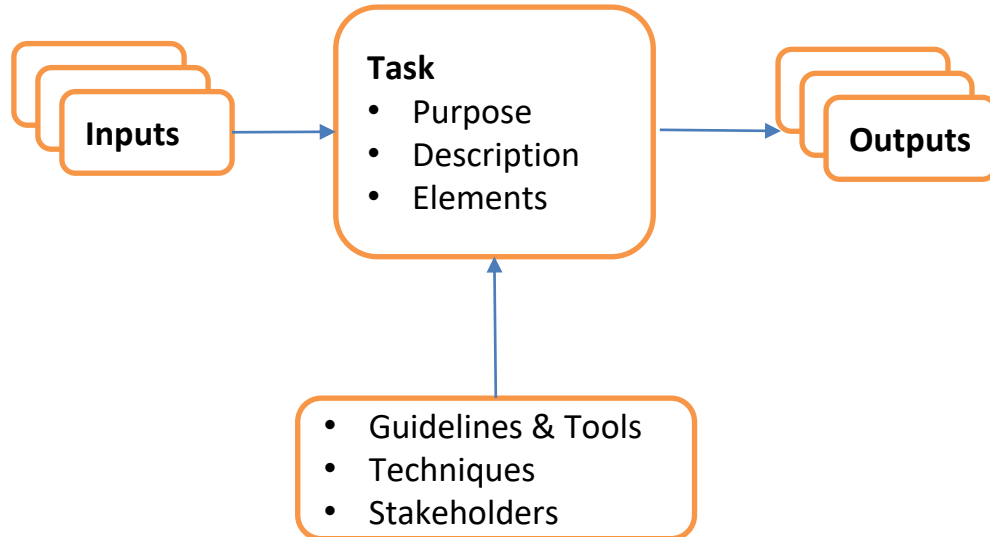 Inputs
Task
• Purpose
• Description
• Elements
Outputs
• Guidelines & Tools
• Techniques
• Stakeholders